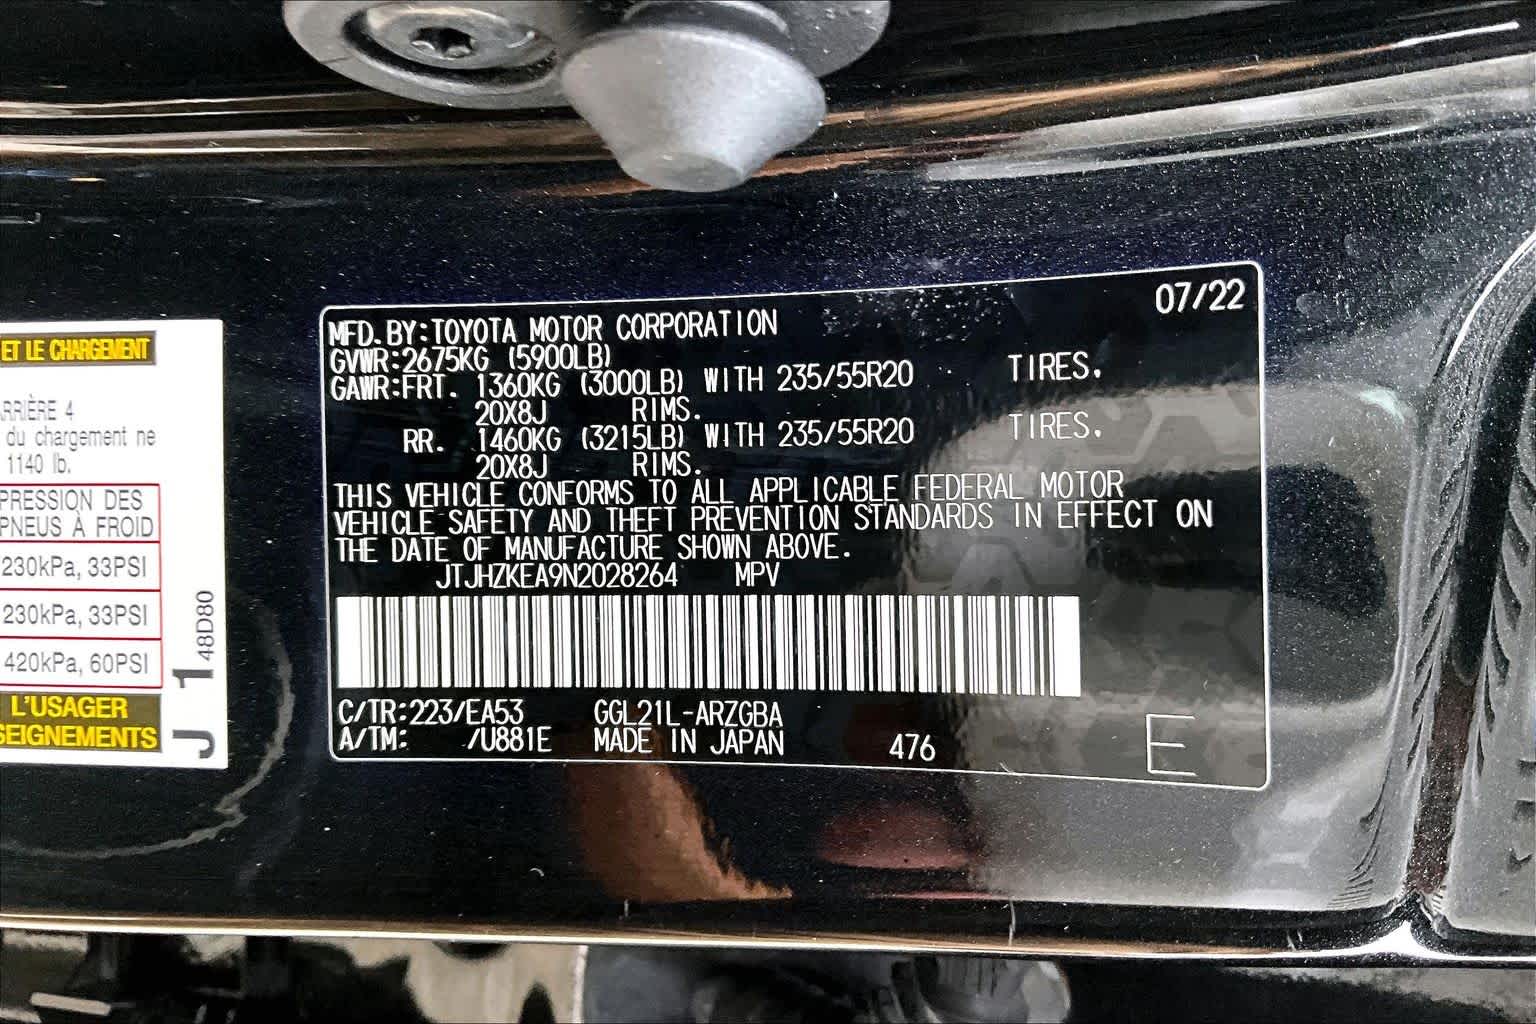 ET LE CHARGEMENT
ARRIÈRE 4
du chargement ne
1140 lb.
PRESSION DES
PNEUS À FROID
230kPa, 33PSI
230kPa, 33PSI
420kPa, 60PSI
L'USAGER
SEIGNEMENTS
J 1 48D80
07/22
MFD. BY:TOYOTA MOTOR CORPORATION
GVWR:2675KG (5900LB)
GAWR:FRT. 1360KG (3000LB) WITH 235/55R20 TIRES.
20X8J RIMS.
RR. 1460KG (3215LB) WITH 235/55R20 TIRES.
20X8J RIMS.
THIS VEHICLE CONFORMS TO ALL APPLICABLE FEDERAL MOTOR
VEHICLE SAFETY AND THEFT PREVENTION STANDARDS IN EFFECT ON
THE DATE OF MANUFACTURE SHOWN ABOVE.
JTJHZKEA9N2028264 MPV
C/TR:223/EA53 GGL21L-ARZGBA
A/TM: /U881E MADE IN JAPAN 476 E